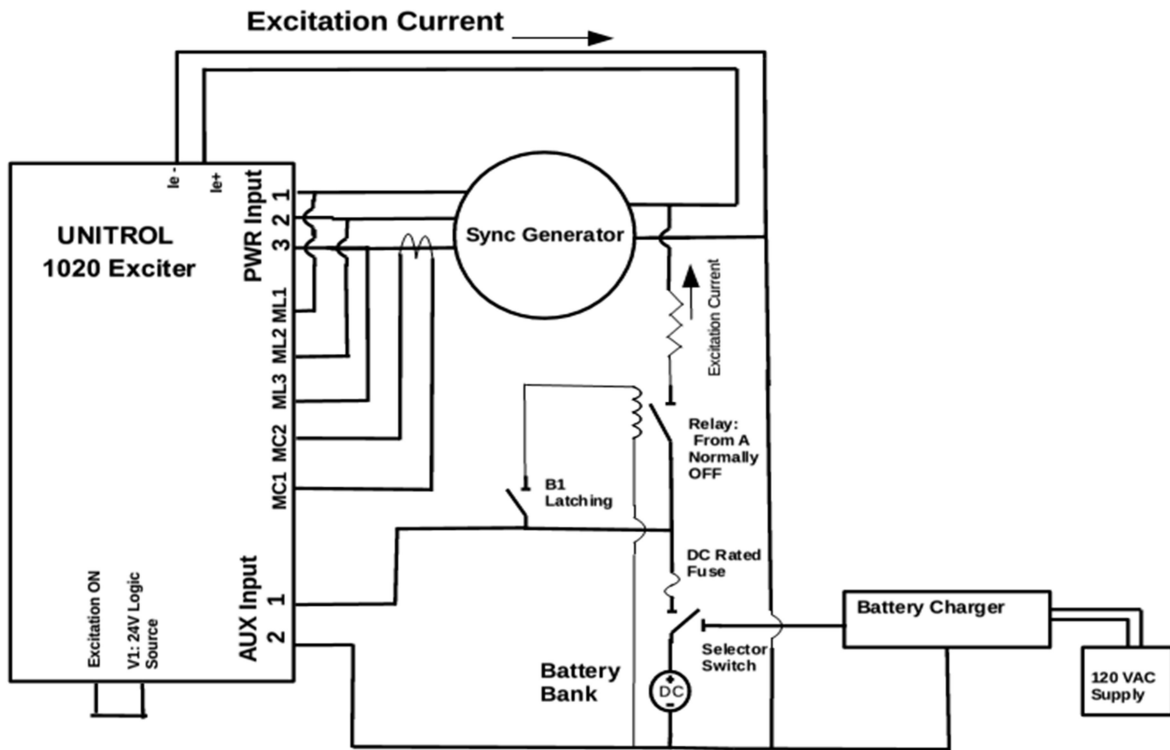 Excitation Current
Ie -
Ie+
PWR Input
1
2
3
UNITROL
1020 Exciter
Sync Generator
ML1
ML2
ML3
MC2
MC1
Excitation Current
Relay:
From A
Normally
OFF
B1
Latching
DC Rated
Fuse
AUX Input
1
2
Excitation ON
V1: 24V Logic
Source
Battery Charger
Selector
Switch
Battery
Bank
+
DC
-
120 VAC
Supply